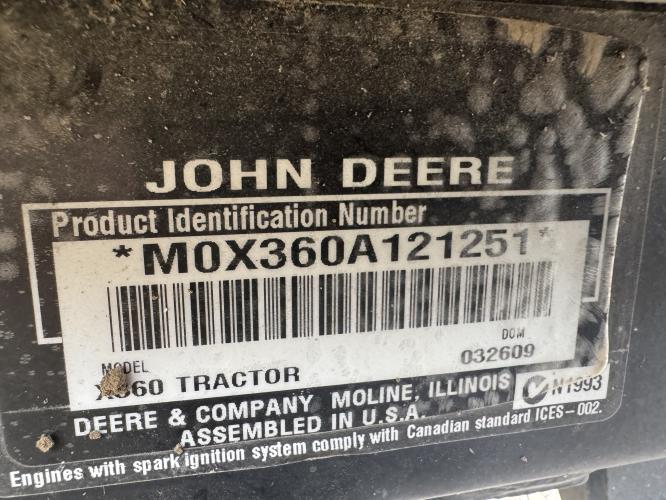 JOHN DEERE
Product Identification Number
*M0X360A121251*
MODEL
DOM
X360 TRACTOR
032609
DEERE & COMPANY MOLINE, ILLINOIS
N1993
ASSEMBLED IN U.S.A.
Engines with spark ignition system comply with Canadian standard ICES-002.